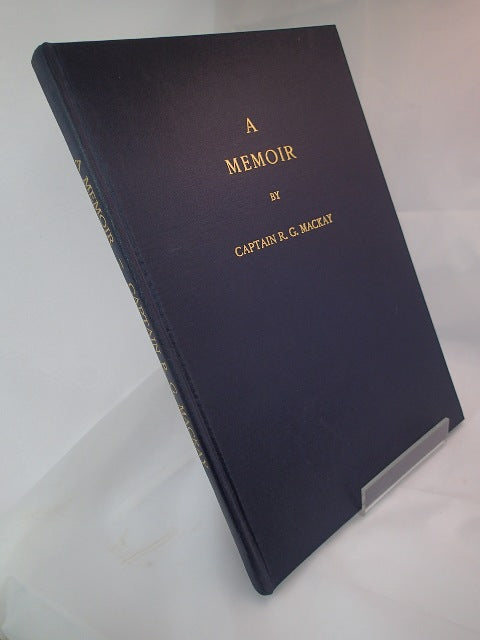 A
MEMOIR
BY
CAPTAIN R. G. MACKAY
A MEMOIR CAPTAIN R. G. MACKAY